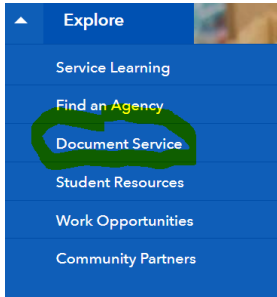 Explore
Service Learning
Find an Agency
Document Service
Student Resources
Work Opportunities
Community Partners